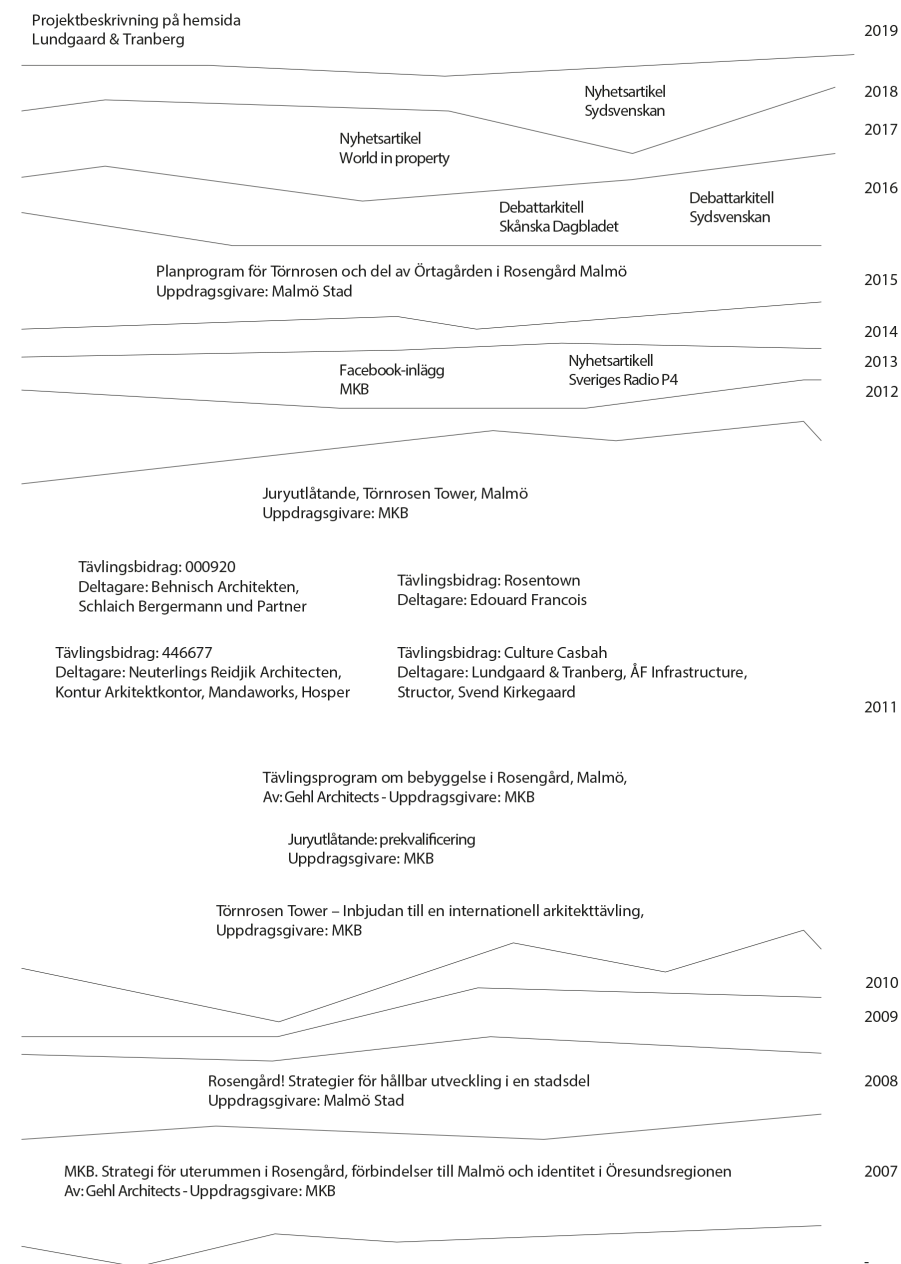 Projektbeskrivning på hemsida
Lundgaard & Tranberg
2019
Nyhetsartikel
Sydsvenskan
2018
2017
Nyhetsartikel
World in property
2016
Debattarkitell
Skånska Dagbladet
Debattarkitell
Sydsvenskan
Planprogram för Törnrosen och del av Örtagården i Rosengård Malmö
Uppdragsgivare: Malmö Stad
2015
2014
Facebook-inlägg
MKB
Nyhetsartikell
Sveriges Radio P4
2013
2012
Juryutlåtande, Törnrosen Tower, Malmö
Uppdragsgivare: MKB
Tävlingsbidrag: 000920
Deltagare: Behnisch Architekten,
Schlaich Bergermann und Partner
Tävlingsbidrag: Rosentown
Deltagare: Edouard Francois
Tävlingsbidrag: 446677
Deltagare: Neuterlings Reidjik Architecten,
Kontur Arkitektkontor, Mandaworks, Hosper
Tävlingsbidrag: Culture Casbah
Deltagare: Lundgaard & Tranberg, ÅF Infrastructure,
Structor, Svend Kirkegaard
2011
Tävlingsprogram om bebyggelse i Rosengård, Malmö,
Av: Gehl Architects - Uppdragsgivare: MKB
Juryutlåtande: prekvalificering
Uppdragsgivare: MKB
Törnrosen Tower – Inbjudan till en internationell arkitekttävling,
Uppdragsgivare: MKB
2010
2009
Rosengård! Strategier för hållbar utveckling i en stadsdel
Uppdragsgivare: Malmö Stad
2008
MKB. Strategi för uterummen i Rosengård, förbindelser till Malmö och identitet i Öresundsregionen
Av: Gehl Architects - Uppdragsgivare: MKB
2007
-